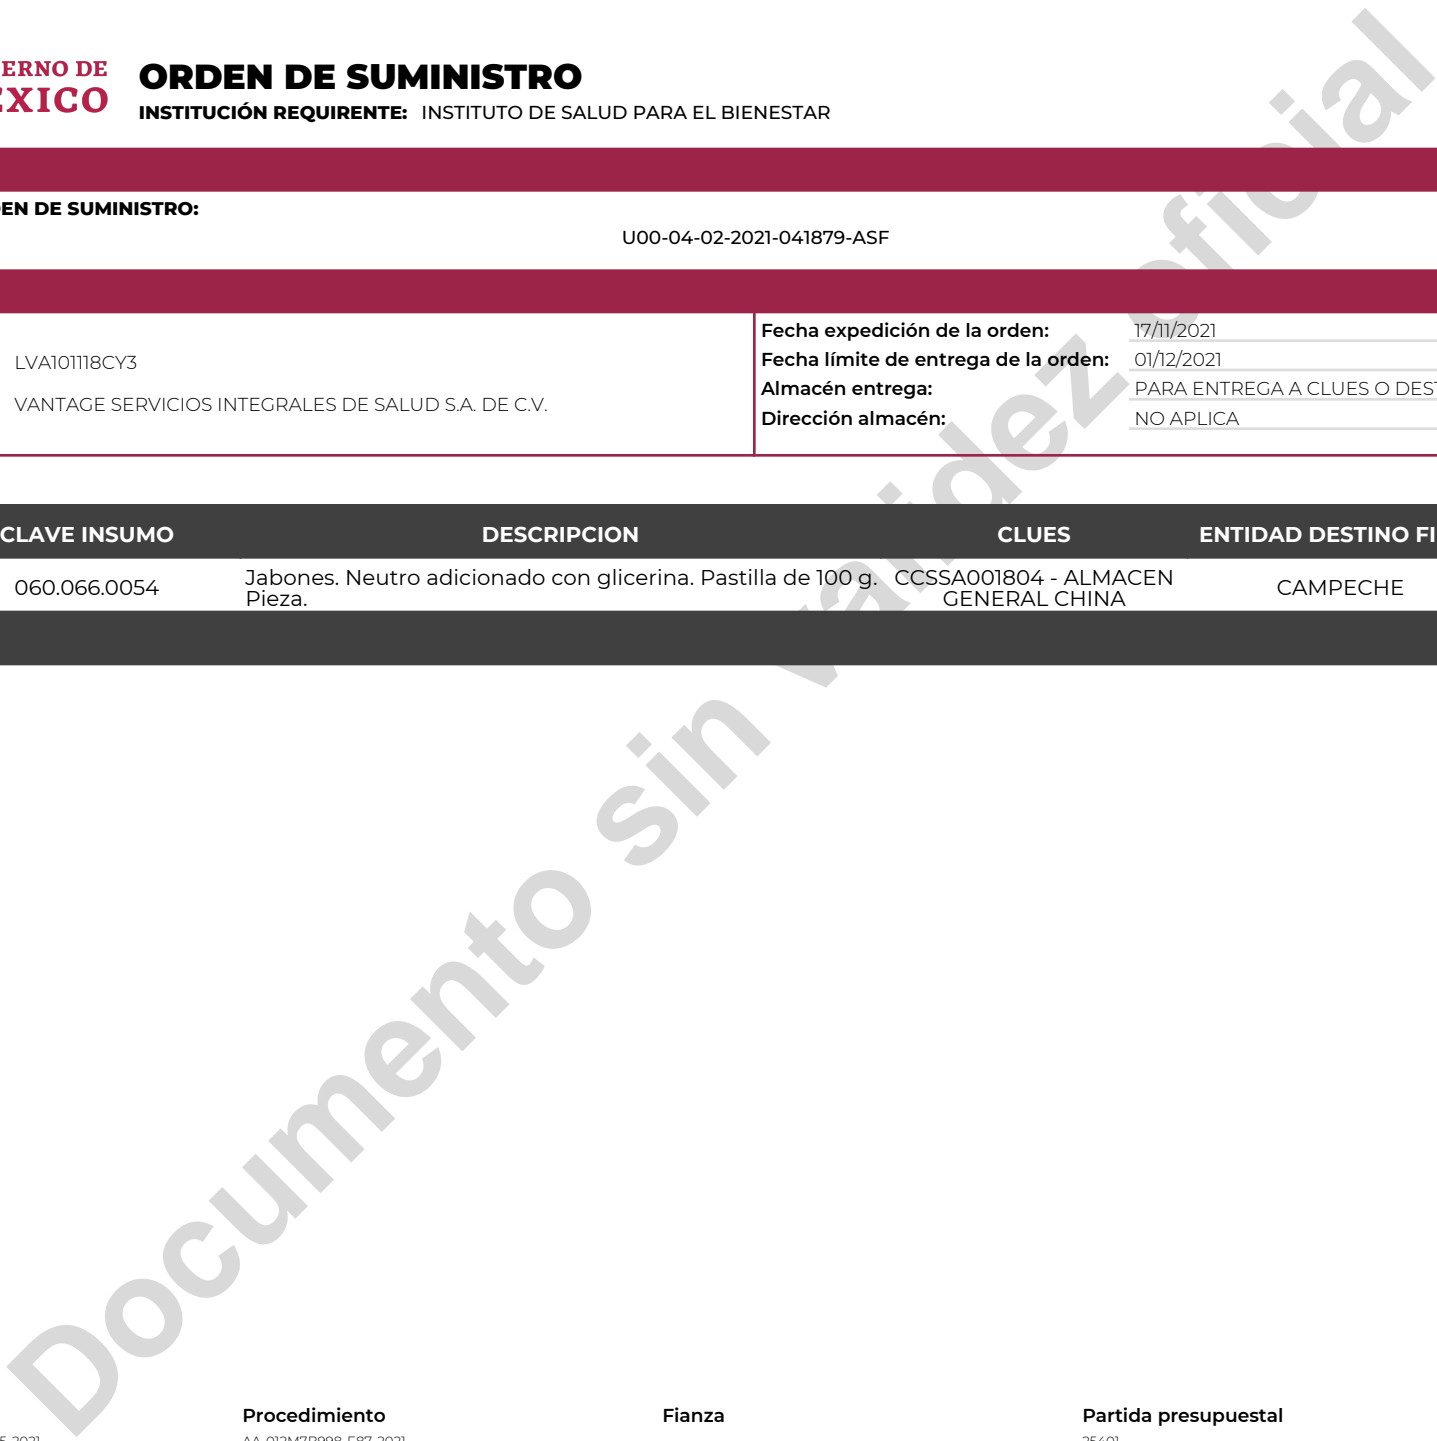 ERNO DE
EXICO
ORDEN DE SUMINISTRO
INSTITUCIÓN REQUIRENTE: INSTITUTO DE SALUD PARA EL BIENESTAR
EN DE SUMINISTRO:
U00-04-02-2021-041879-ASF
LVA101118CY3
VANTAGE SERVICIOS INTEGRALES DE SALUD S.A. DE C.V.
Fecha expedición de la orden: 17/11/2021
Fecha límite de entrega de la orden: 01/12/2021
Almacén entrega: PARA ENTREGA A CLUES O DEST
Dirección almacén: NO APLICA
CLAVE INSUMO DESCRIPCION CLUES ENTIDAD DESTINO FI
060.066.0054 Jabones. Neutro adicionado con glicerina. Pastilla de 100 g. CCSSA001804 - ALMACEN CAMPECHE
Pieza. GENERAL CHINA
Documento sin validez oficial
Procedimiento Fianza Partida presupuestal